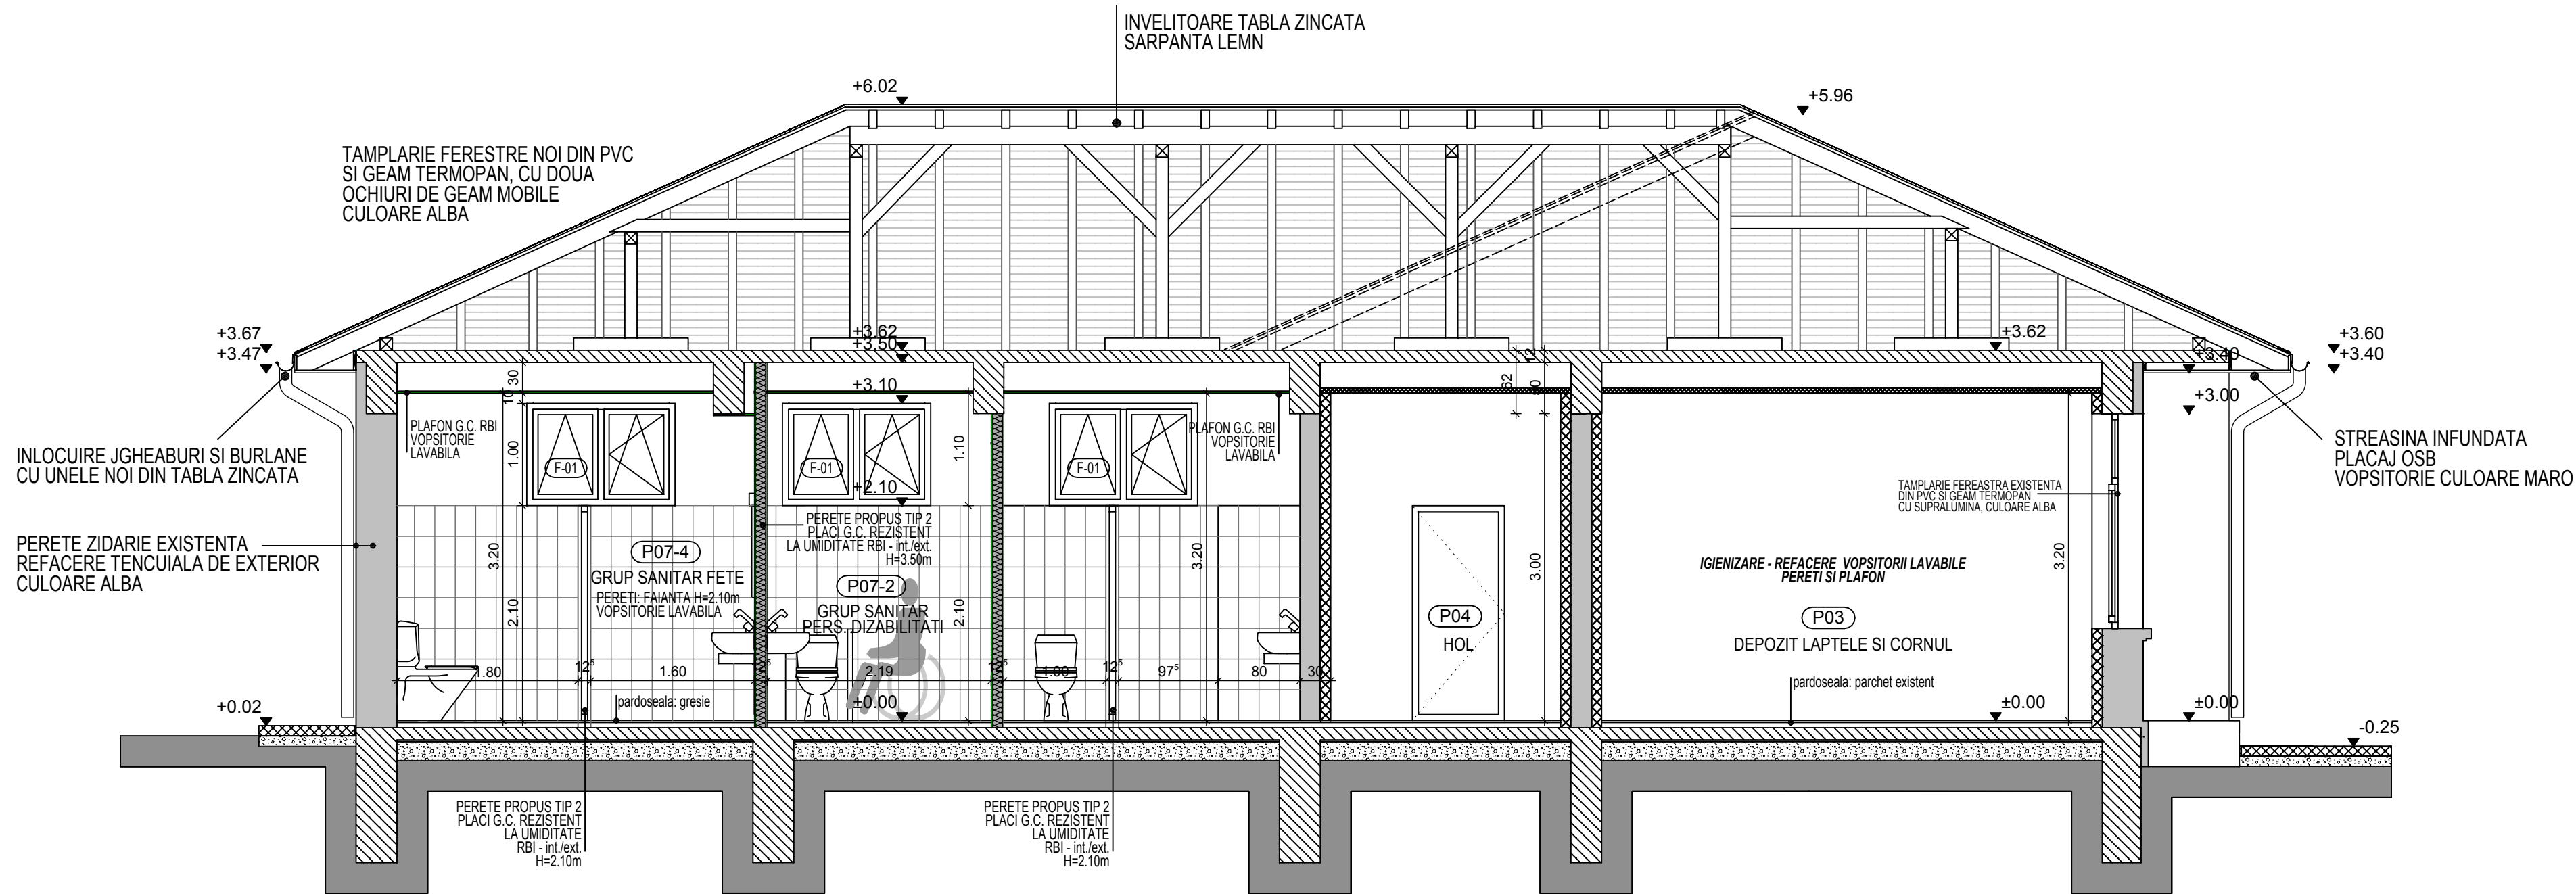 INVELITOARE TABLA ZINCATA
SARPANTA LEMN
+6.02
+5.96
TAMPLARIE FERESTRE NOI DIN PVC
SI GEAM TERMOPAN, CU DOUA
OCHIURI DE GEAM MOBILE
CULOARE ALBA
+3.67
+3.47
+3.62
+3.50
+3.10
+3.62
+3.60
+3.40
+3.40
+3.00
12
62
30
10
1.00
1.10
PLAFON G.C. RBI
VOPSITORIE
LAVABILA
F-01
F-01
F-01
PLAFON G.C. RBI
VOPSITORIE
LAVABILA
+2.10
INLOCUIRE JGHEABURI SI BURLANE
CU UNELE NOI DIN TABLA ZINCATA
STREASINA INFUNDATA
PLACAJ OSB
VOPSITORIE CULOARE MARO
TAMPLARIE FEREASTRA EXISTENTA
DIN PVC SI GEAM TERMOPAN
CU SUPRALUMINA, CULOARE ALBA
PERETE ZIDARIE EXISTENTA
REFACERE TENCUIALA DE EXTERIOR
CULOARE ALBA
PERETE PROPUS TIP 2
PLACI G.C. REZISTENT
LA UMIDITATE RBI - int./ext.
H=3.50m
3.20
2.10
P07-4
GRUP SANITAR FETE
PERETI: FAIANTA H=2.10m
VOPSITORIE LAVABILA
P07-2
GRUP SANITAR
PERS. DIZABILITATI
2.10
3.20
3.00
3.20
IGIENIZARE - REFACERE VOPSITORII LAVABILE
PERETI SI PLAFON
P04
HOL
P03
DEPOZIT LAPTELE SI CORNUL
1.80
12⁵
1.60
2.19
1.00
12⁵
97⁵
80
30
pardoseala: gresie
pardoseala: parchet existent
+0.02
±0.00
±0.00
±0.00
-0.25
PERETE PROPUS TIP 2
PLACI G.C. REZISTENT
LA UMIDITATE
RBI - int./ext.
H=2.10m
PERETE PROPUS TIP 2
PLACI G.C. REZISTENT
LA UMIDITATE
RBI - int./ext.
H=2.10m